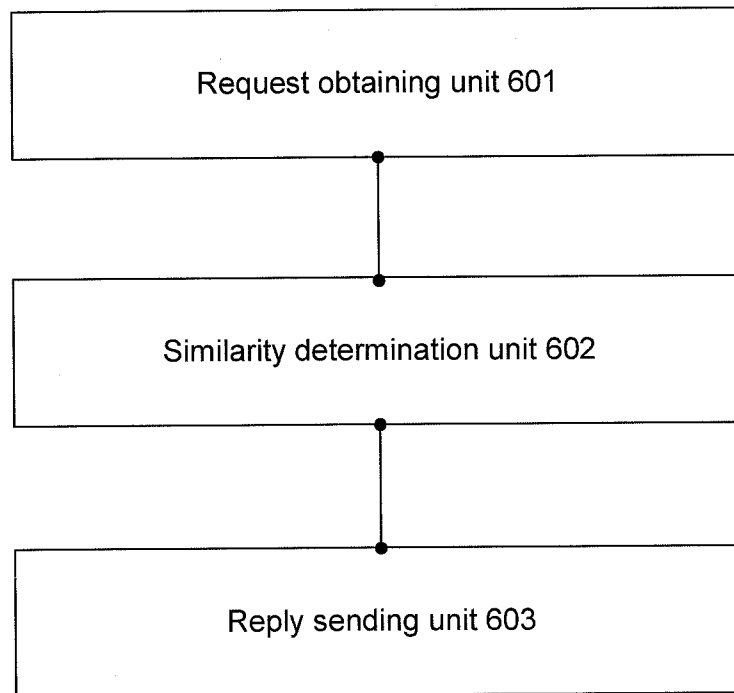 Request obtaining unit 601
Similarity determination unit 602
Reply sending unit 603